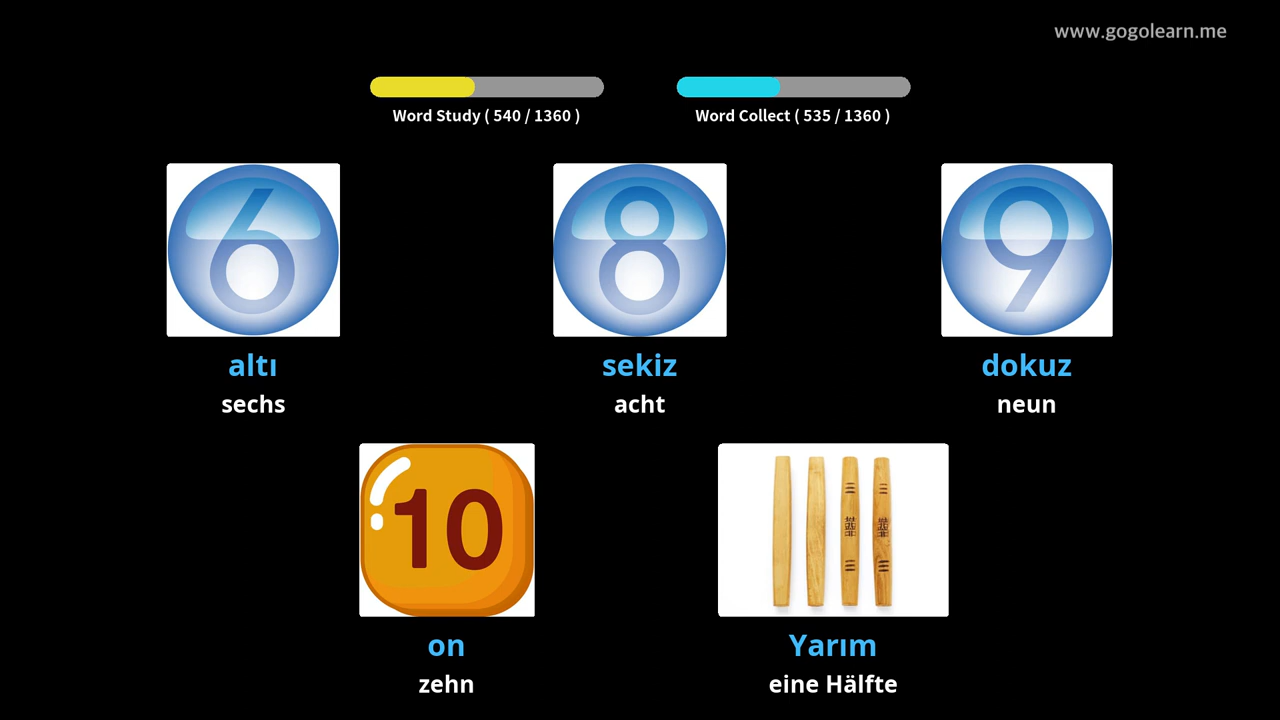 www.gogolearn.me
Word Study ( 540 / 1360 )
Word Collect ( 535 / 1360 )
6
8
9
altı
sekiz
dokuz
sechs
acht
neun
10
on
Yarım
zehn
eine Hälfte